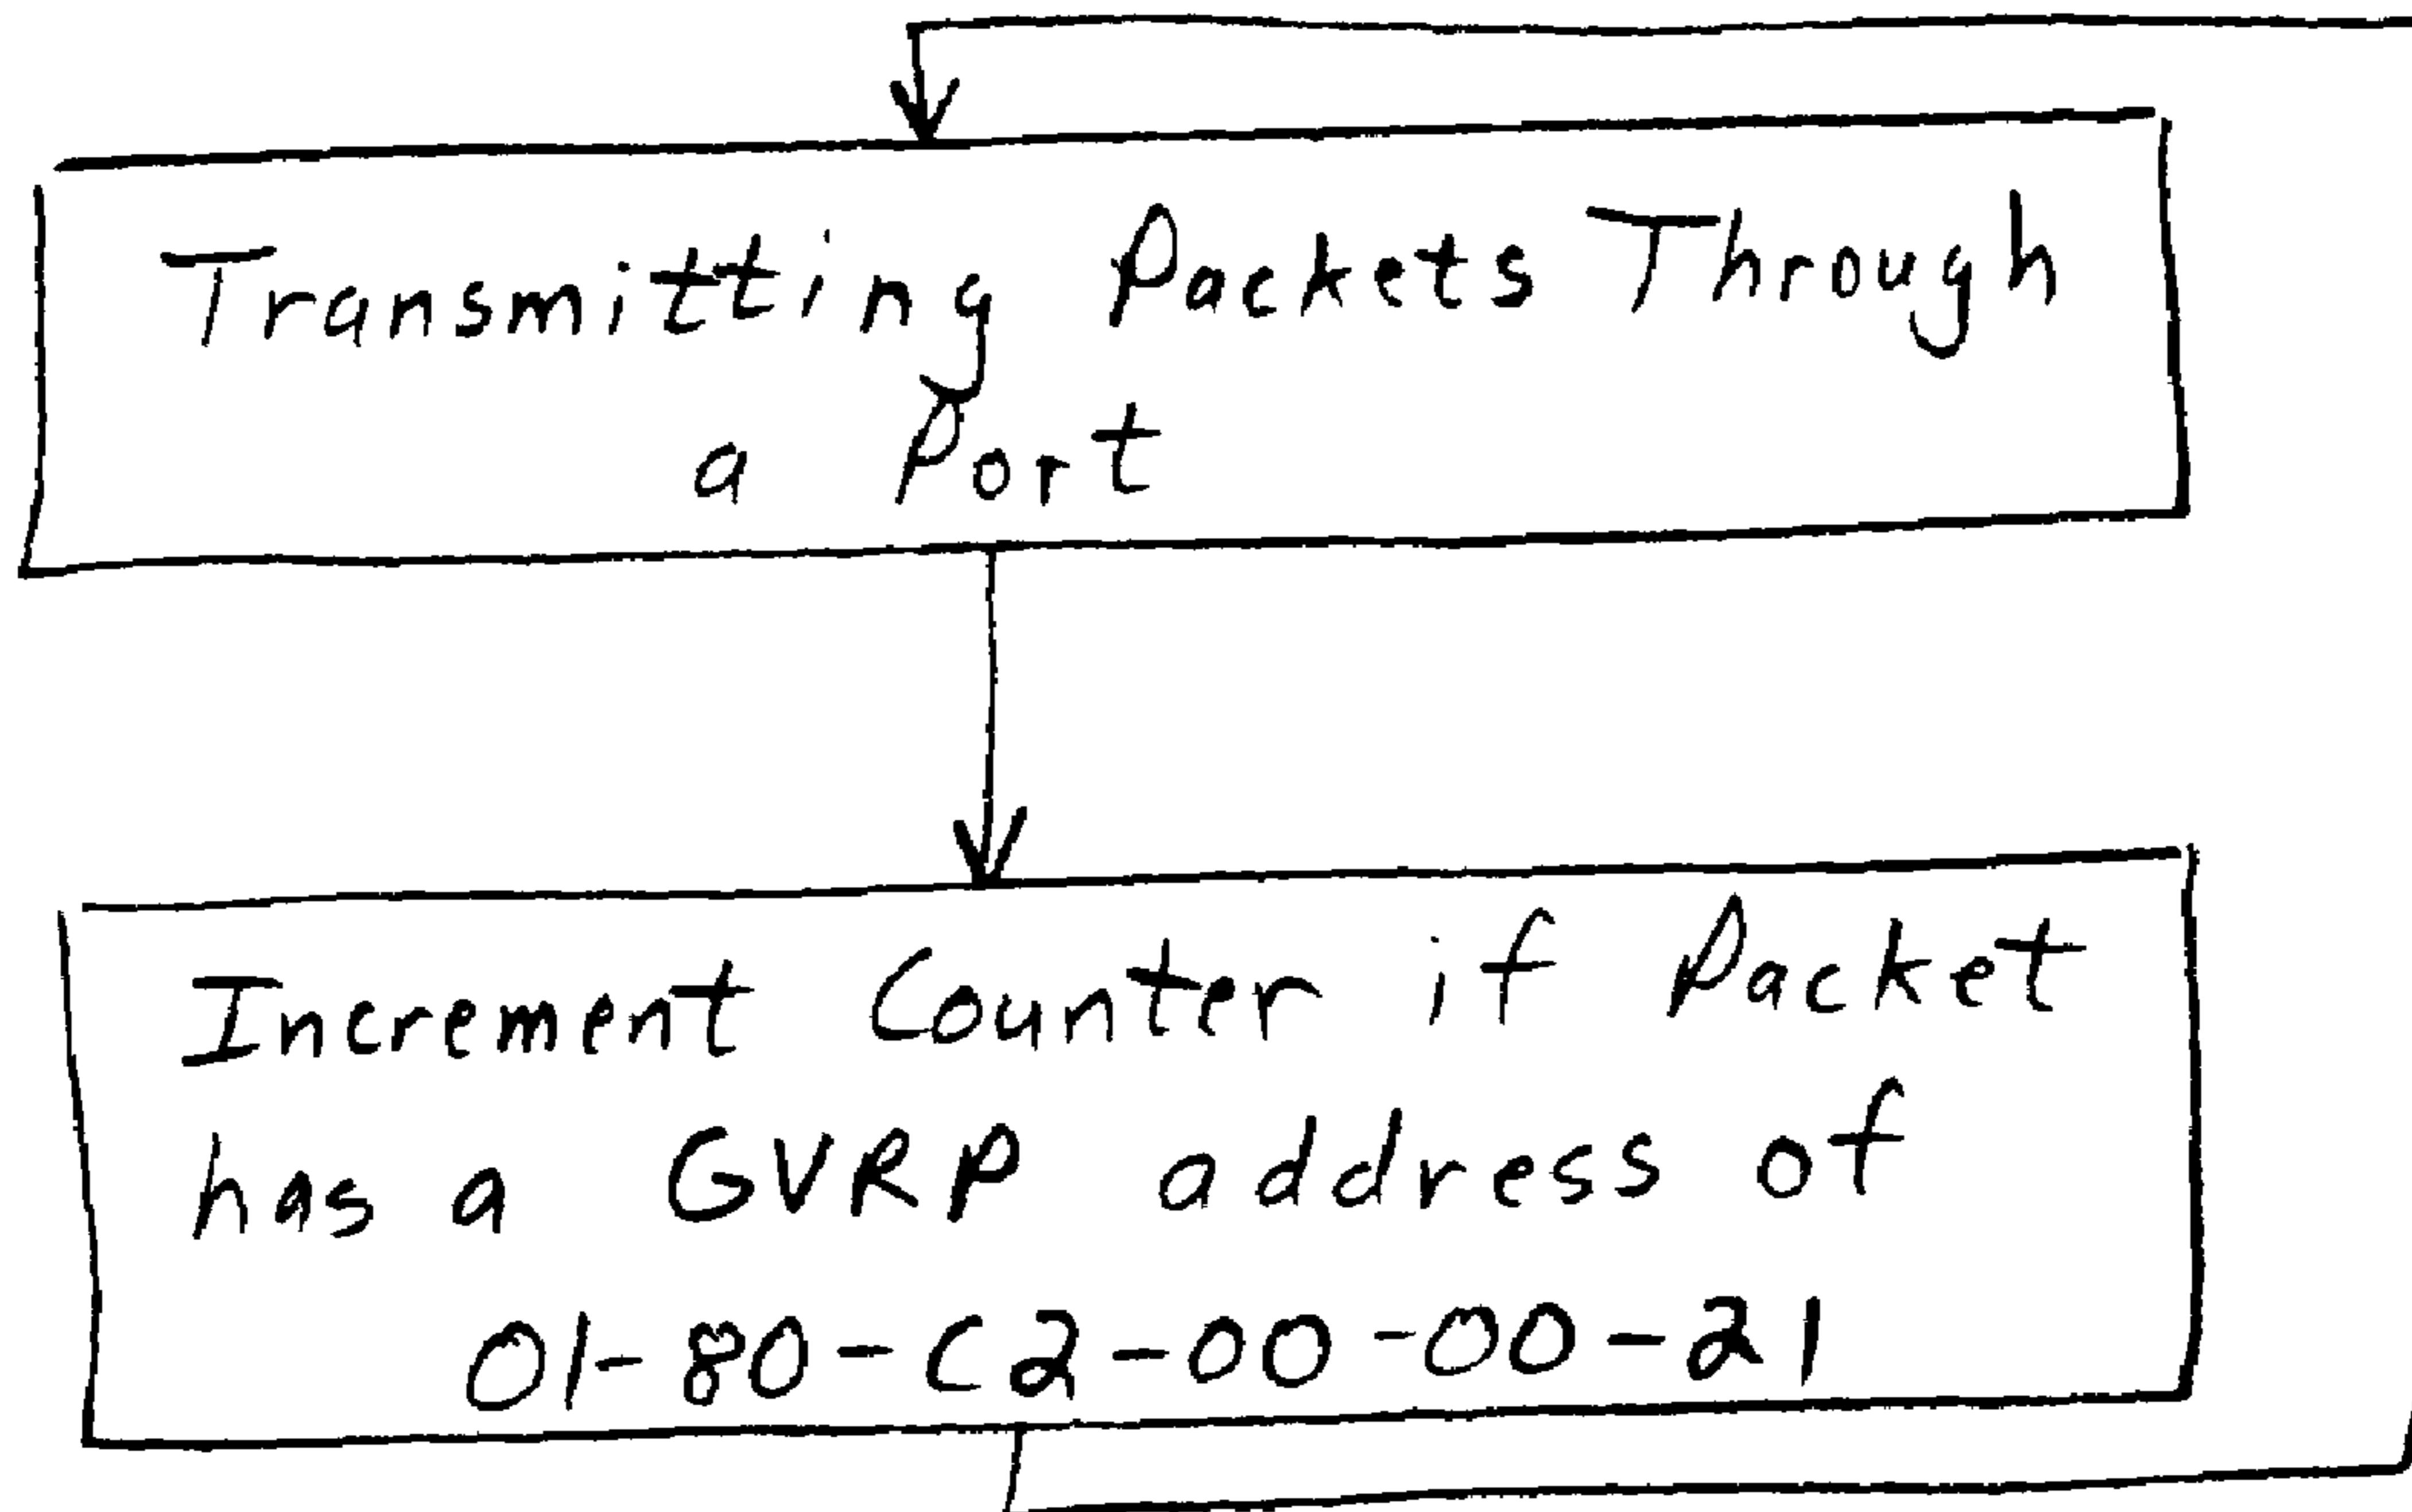 Transmitting Packets Through
a Port
Increment Counter if Packet
has a GVRP address of
01-80-C2-00-00-21